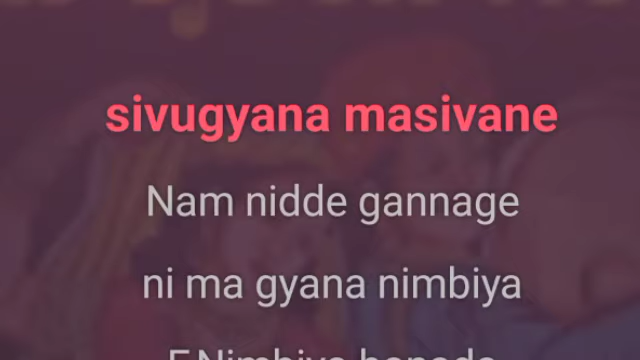 sivugyana masivane
Nam nidde gannage
ni ma gyana nimbiya